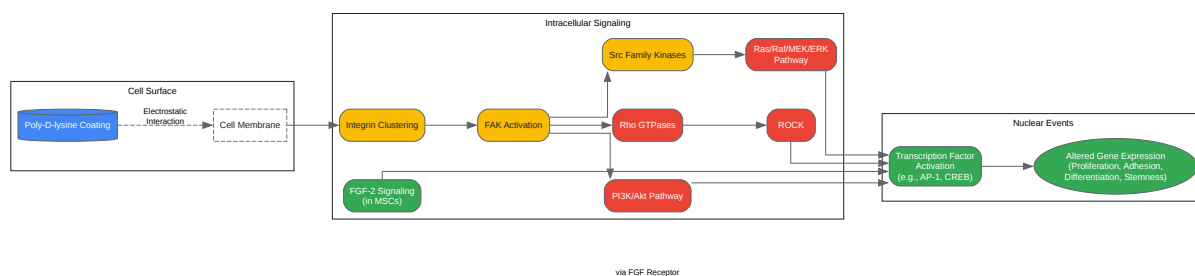 Intracellular Signaling
Src Family Kinases
Ras/Raf/MEK/ERK
Pathway
Cell Surface
Poly-D-lysine Coating
Electrostatic
Interaction
Cell Membrane
Integrin Clustering
FAK Activation
Rho GTPases
ROCK
FGF-2 Signaling
(in MSCs)
PI3K/Akt Pathway
Nuclear Events
Transcription Factor
Activation
(e.g., AP-1, CREB)
Altered Gene Expression
(Proliferation, Adhesion,
Differentiation, Stemness)
via FGF Receptor